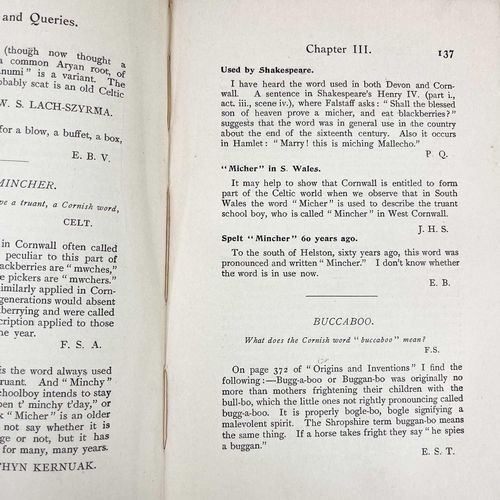 and Queries.
(though now thought a
a common Aryan root, of
numi" is a variant. The
bably scat is an old Celtic
W. S. LACH-SZYRMA.
for a blow, a buffet, a box,
E. B. V.
MINCHER.
ve a truant, a Cornish word,
CELT.
in Cornwall often called
peculiar to this part of
ackberries are "mwches,"
e pickers are "mwchers."
imilarly applied in Corn-
generations would absent
berrying and were called
cription applied to those
he year.
F. S. A.
is the word always used
ruant. And "Minchy"
choolboy intends to stay
pen t' minchy t'day," or
k "Micher" is an older
not say whether it is
ge or not, but it has
for many, many years.
THYN KERNUAK.
Chapter III. 137
Used by Shakespeare.
I have heard the word used in both Devon and Corn-
wall. A sentence in Shakespeare's Henry IV. (part i.,
act. iii., scene iv.), where Falstaff asks: "Shall the blessed
son of heaven prove a micher, and eat blackberries?"
suggests that the word was in general use in the country
about the end of the sixteenth century. Also it occurs
in Hamlet: "Marry! this is miching Mallecho."
P. Q.
"Micher" in S. Wales.
It may help to show that Cornwall is entitled to form
part of the Celtic world when we observe that in South
Wales the word "Micher" is used to describe the truant
school boy, who is called "Mincher" in West Cornwall.
J. H. S.
Spelt "Mincher" 60 years ago.
To the south of Helston, sixty years ago, this word was
pronounced and written "Mincher." I don't know whether
the word is in use now.
E. B.
BUCCABOO.
What does the Cornish word "buccaboo" mean?
F.S.
On page 372 of "Origins and Inventions" I find the
following:—Bugg-a-boo or Buggan-bo was originally no
more than mothers frightening their children with the
bull-bo, which the little ones not rightly pronouncing called
bugg-a-boo. It is properly bogle-bo, bogle signifying a
malevolent spirit. The Shropshire term buggan-bo means
the same thing. If a horse takes fright they say "he spies
a buggan."
E. S. T.